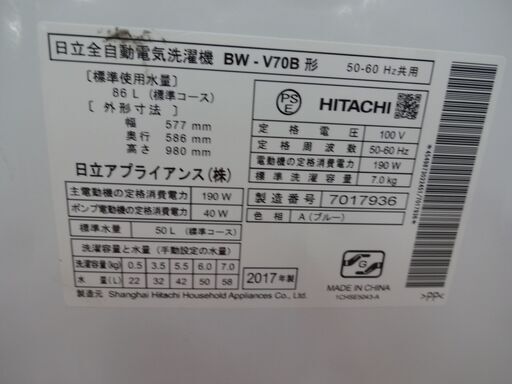 日立全自動電気洗濯機 BW-V70B 形 50-60 Hz共用
〔標準使用水量〕
86 L (標準コース)
〔外形寸法〕
幅 577 mm
奥行 586 mm
高さ 980 mm
日立アプライアンス(株)
PS
E
HITACHI
定格電圧 100 V
定格周波数 50-60 Hz
電動機の定格消費電力 190 W
標準洗濯容量 7.0 kg
製造番号 7017936
色相 A(ブルー)
主電動機の定格消費電力 190 W
ポンプ電動機の定格消費電力 40 W
標準水量 50 L (標準コース)
洗濯容量と水量(手動設定の水量)
洗濯容量(kg) 0.5 3.5 5.5 6.0 7.0
水量(L) 22 32 42 50 58
2017年製
製造元 Shanghai Hitachi Household Appliances Co., Ltd.
MADE IN CHINA
1CHSE5043-A
>PP<